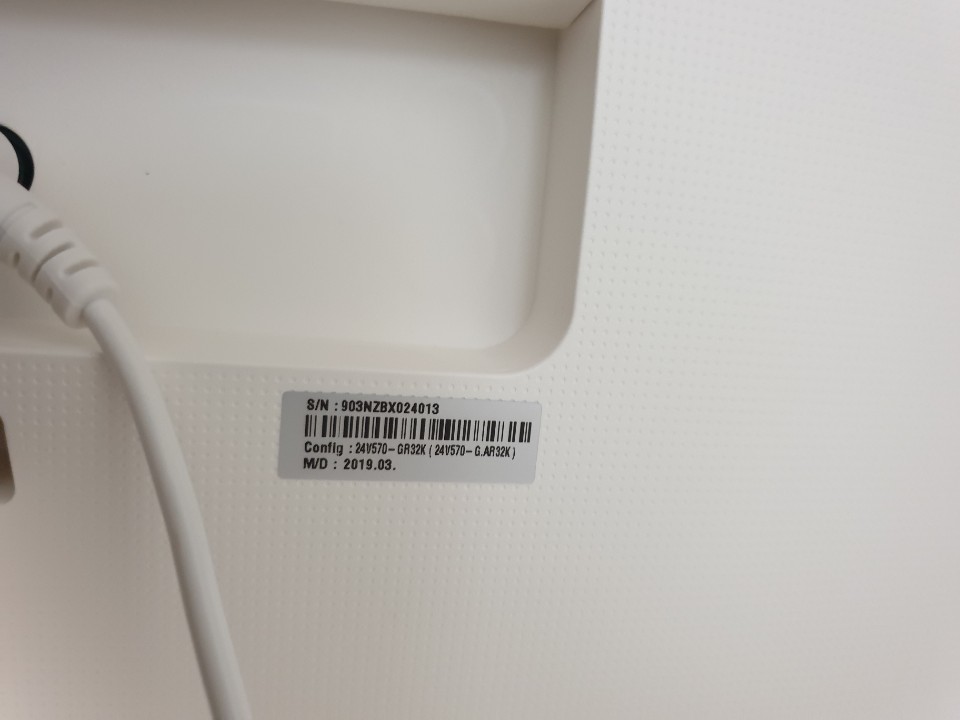 S/N : 903NZBX024013
Config : 24V570-GR32K ( 24V570-G.AR32K )
M/D : 2019.03.